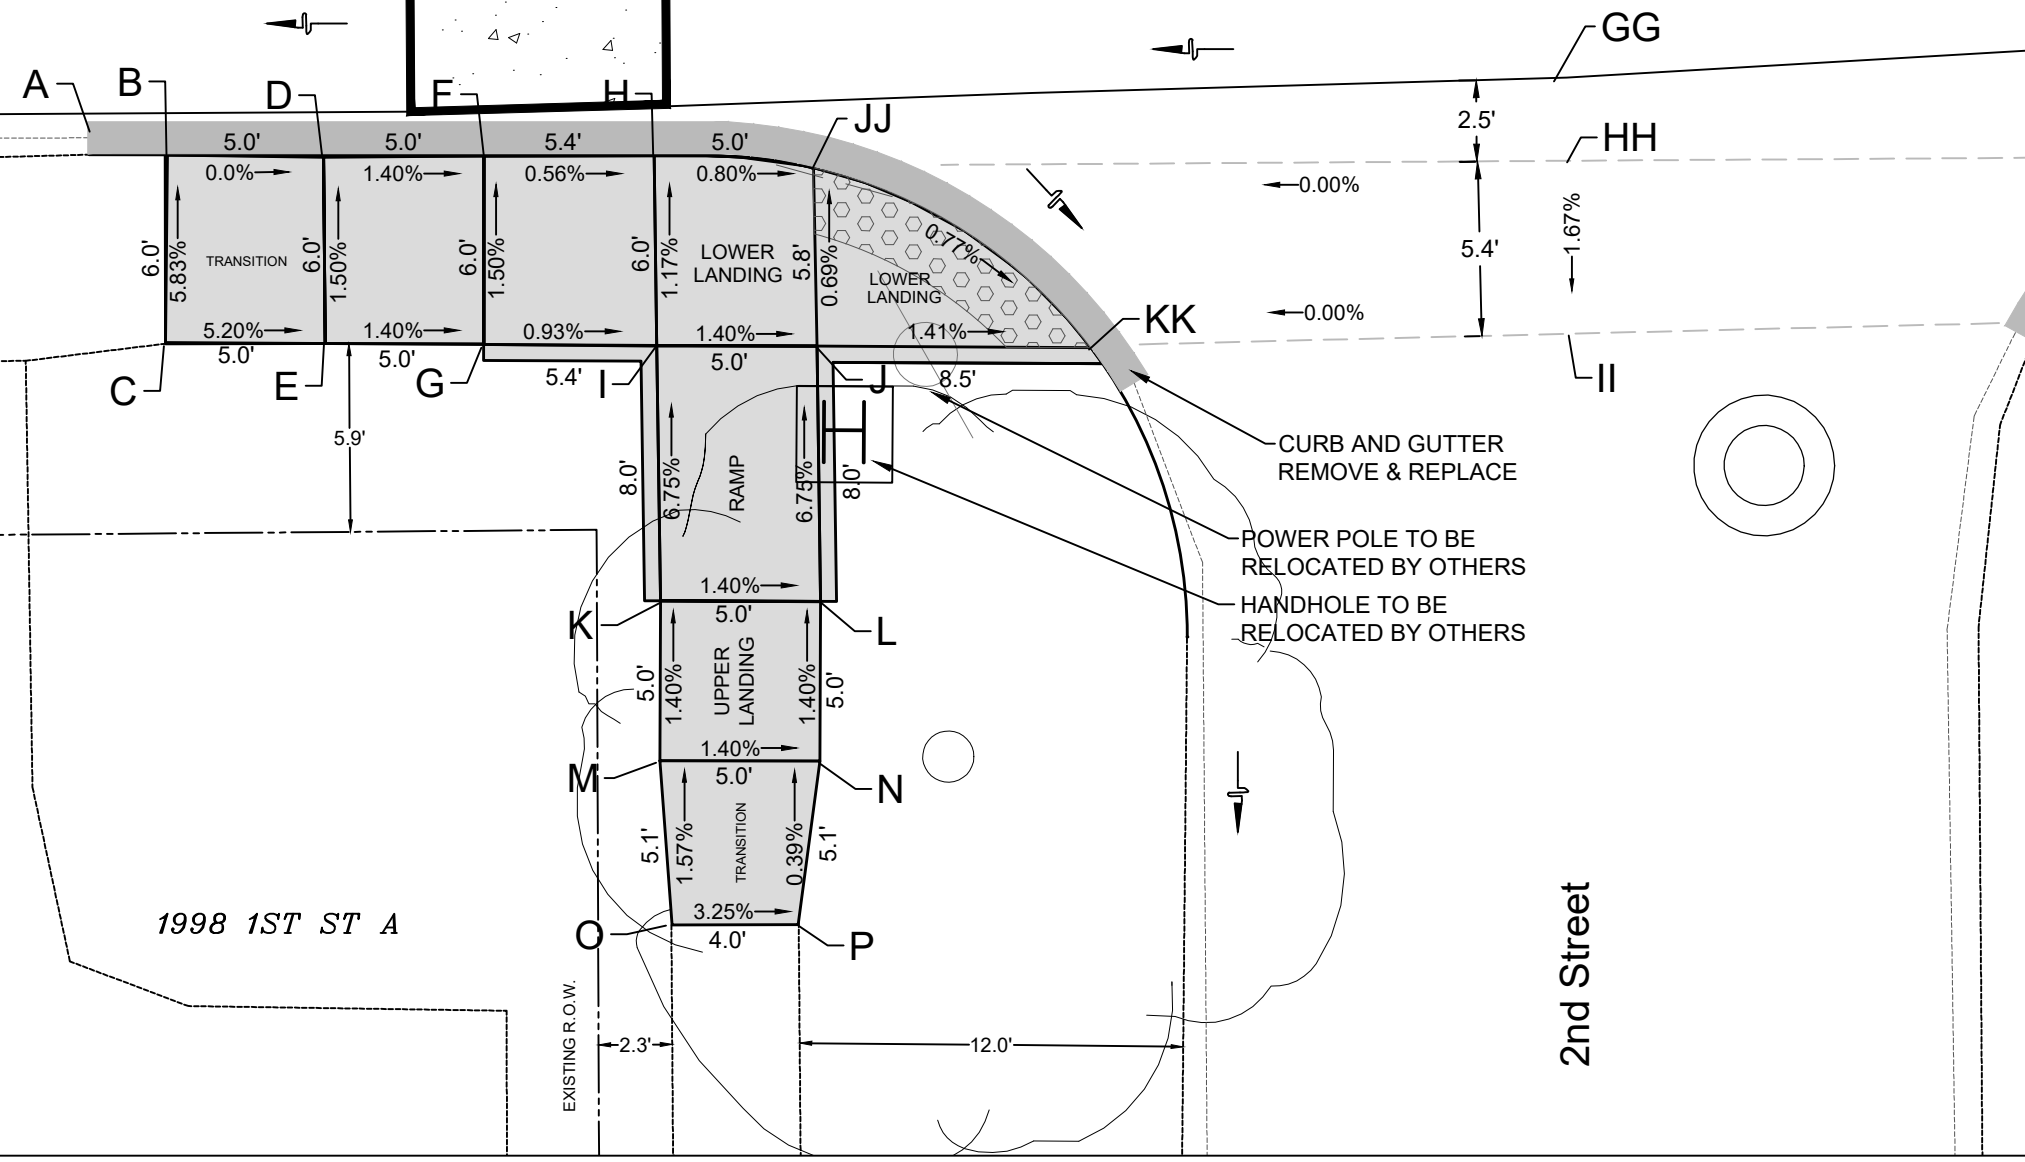 GG
A
B
D
F
H
JJ
2.5'
HH
5.0'
5.0'
5.4'
5.0'
0.0%
1.40%
0.56%
0.80%
0.00%
6.0'
5.83%
TRANSITION
6.0'
1.50%
6.0'
1.50%
6.0'
1.17%
LOWER
LANDING
5.8'
0.69%
0.77%
LOWER
LANDING
5.4'
1.67%
0.00%
KK
5.20%
1.40%
0.93%
1.40%
1.41%
5.0'
5.0'
5.4'
5.0'
8.5'
C
E
G
I
J
II
5.9'
8.0'
6.75%
RAMP
6.75%
H
8.0'
CURB AND GUTTER
REMOVE & REPLACE
POWER POLE TO BE
RELOCATED BY OTHERS
HANDHOLE TO BE
RELOCATED BY OTHERS
1.40%
5.0'
K
L
5.0'
1.40%
UPPER
LANDING
1.40%
5.0'
1.40%
5.0'
M
N
5.1'
1.57%
TRANSITION
0.39%
5.1'
3.25%
4.0'
O
P
1998 1ST ST A
EXISTING R.O.W.
2.3'
12.0'
2nd Street